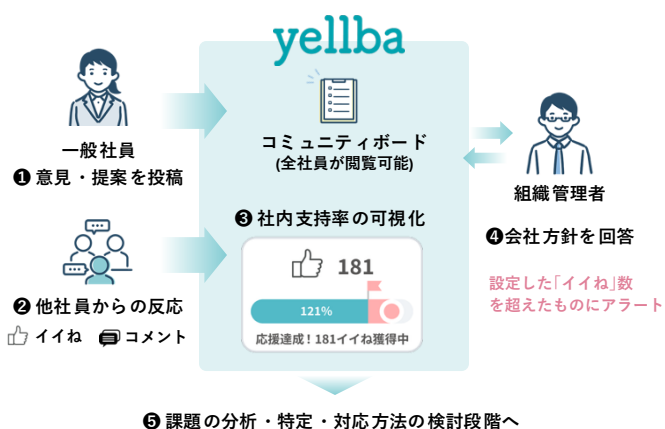 yellba
一般社員
❶意見・提案を投稿
コミュニティボード
(全社員が閲覧可能)
組織管理者
❷他社員からの反応
イイね コメント
❸社内支持率の可視化
181
121%
応援達成！181イイね獲得中
❹会社方針を回答
設定した｢イイね｣数
を超えたものにアラート
❺課題の分析・特定・対応方法の検討段階へ